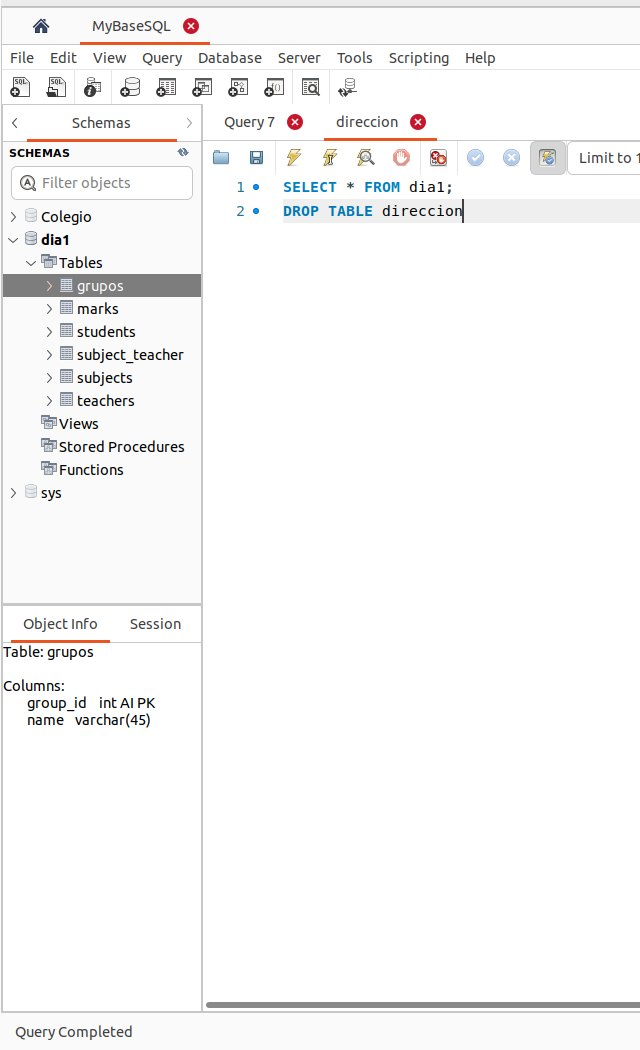 MyBaseSQL
File Edit View Query Database Server Tools Scripting Help
Schemas
Query 7
direccion
SCHEMAS
Filter objects
Colegio
dia1
Tables
grupos
marks
students
subject_teacher
subjects
teachers
Views
Stored Procedures
Functions
sys
Limit to 1
1 SELECT * FROM dia1;
2 DROP TABLE direccion
Object Info Session
Table: grupos
Columns:
group_id int AI PK
name varchar(45)
Query Completed